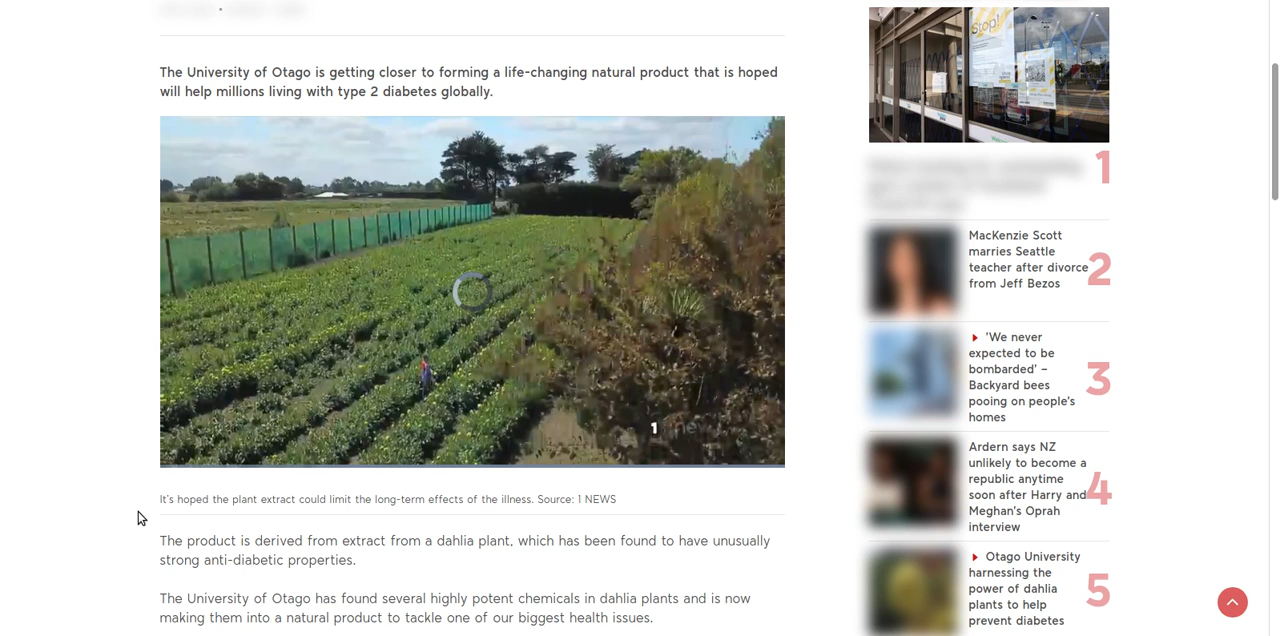 The University of Otago is getting closer to forming a life-changing natural product that is hoped
will help millions living with type 2 diabetes globally.
1 news
It's hoped the plant extract could limit the long-term effects of the illness. Source: 1 NEWS
The product is derived from extract from a dahlia plant, which has been found to have unusually
strong anti-diabetic properties.
The University of Otago has found several highly potent chemicals in dahlia plants and is now
making them into a natural product to tackle one of our biggest health issues.
Stop!
1
MacKenzie Scott
marries Seattle
teacher after divorce
from Jeff Bezos
2
'We never
expected to be
bombarded' –
Backyard bees
pooing on people's
homes
3
Ardern says NZ
unlikely to become a
republic anytime
soon after Harry and
Meghan's Oprah
interview
4
Otago University
harnessing the
power of dahlia
plants to help
prevent diabetes
5